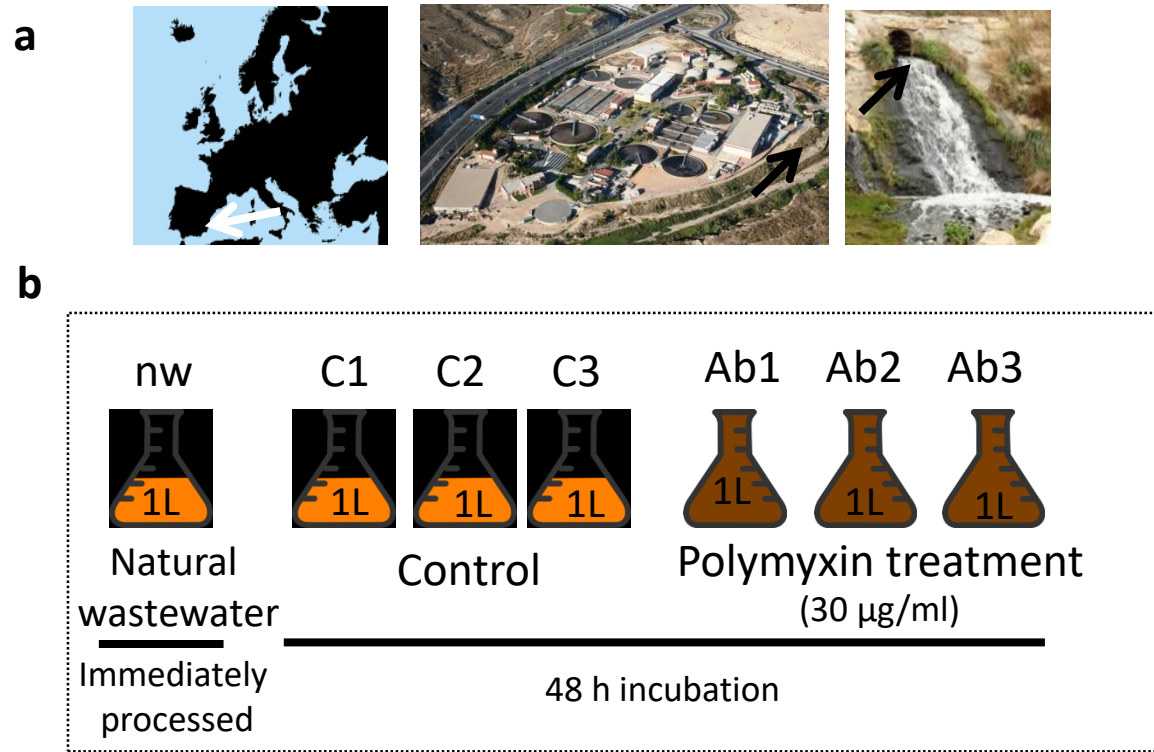 a
b
nw C1 C2 C3 Ab1 Ab2 Ab3
1L 1L 1L 1L 1L 1L 1L
Natural
wastewater
Control
Polymyxin treatment
(30 µg/ml)
Immediately
processed
48 h incubation